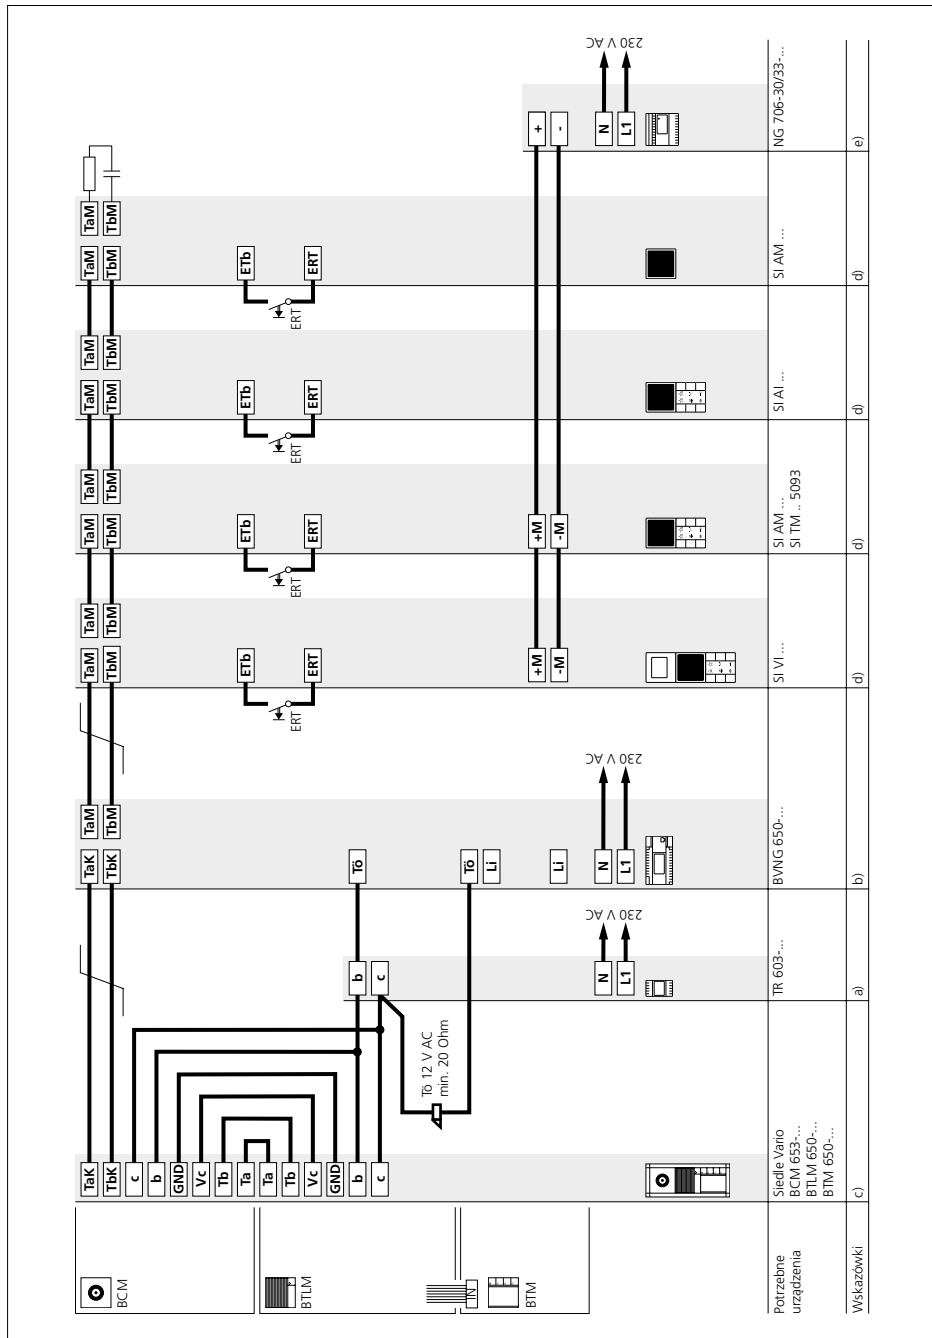 TaK TaK TaM TaM TaM TaM TaM TaM TaM TaM TaM
TbK TbK TbM TbM TbM TbM TbM TbM TbM TbM TbM
BCM
c
b
GND
Vc
Tb
Ta ETb ETb ETb ETb
Ta
Tb
ERT ERT ERT ERT
BTLM
Vc ERT ERT ERT ERT
GND
b b Tö
c c
Tö 12 V AC
min. 20 Ohm
IN Tö
Li
BTM
+M +M +
Li -M -M -
N N N
L1 L1 L1
230 V AC 230 V AC 230 V AC
Potrzebne
urządzenia
Siedle Vario
BCM 653-...
BTLM 650-...
BTM 650-...
TR 603-...
BVNG 650-...
SI VI ...
SI AM ...
SI TM .. 5093
SI AI ...
SI AM ...
NG 706-30/33-...
Wskazówki c) a) b) d) d) d) d) e)